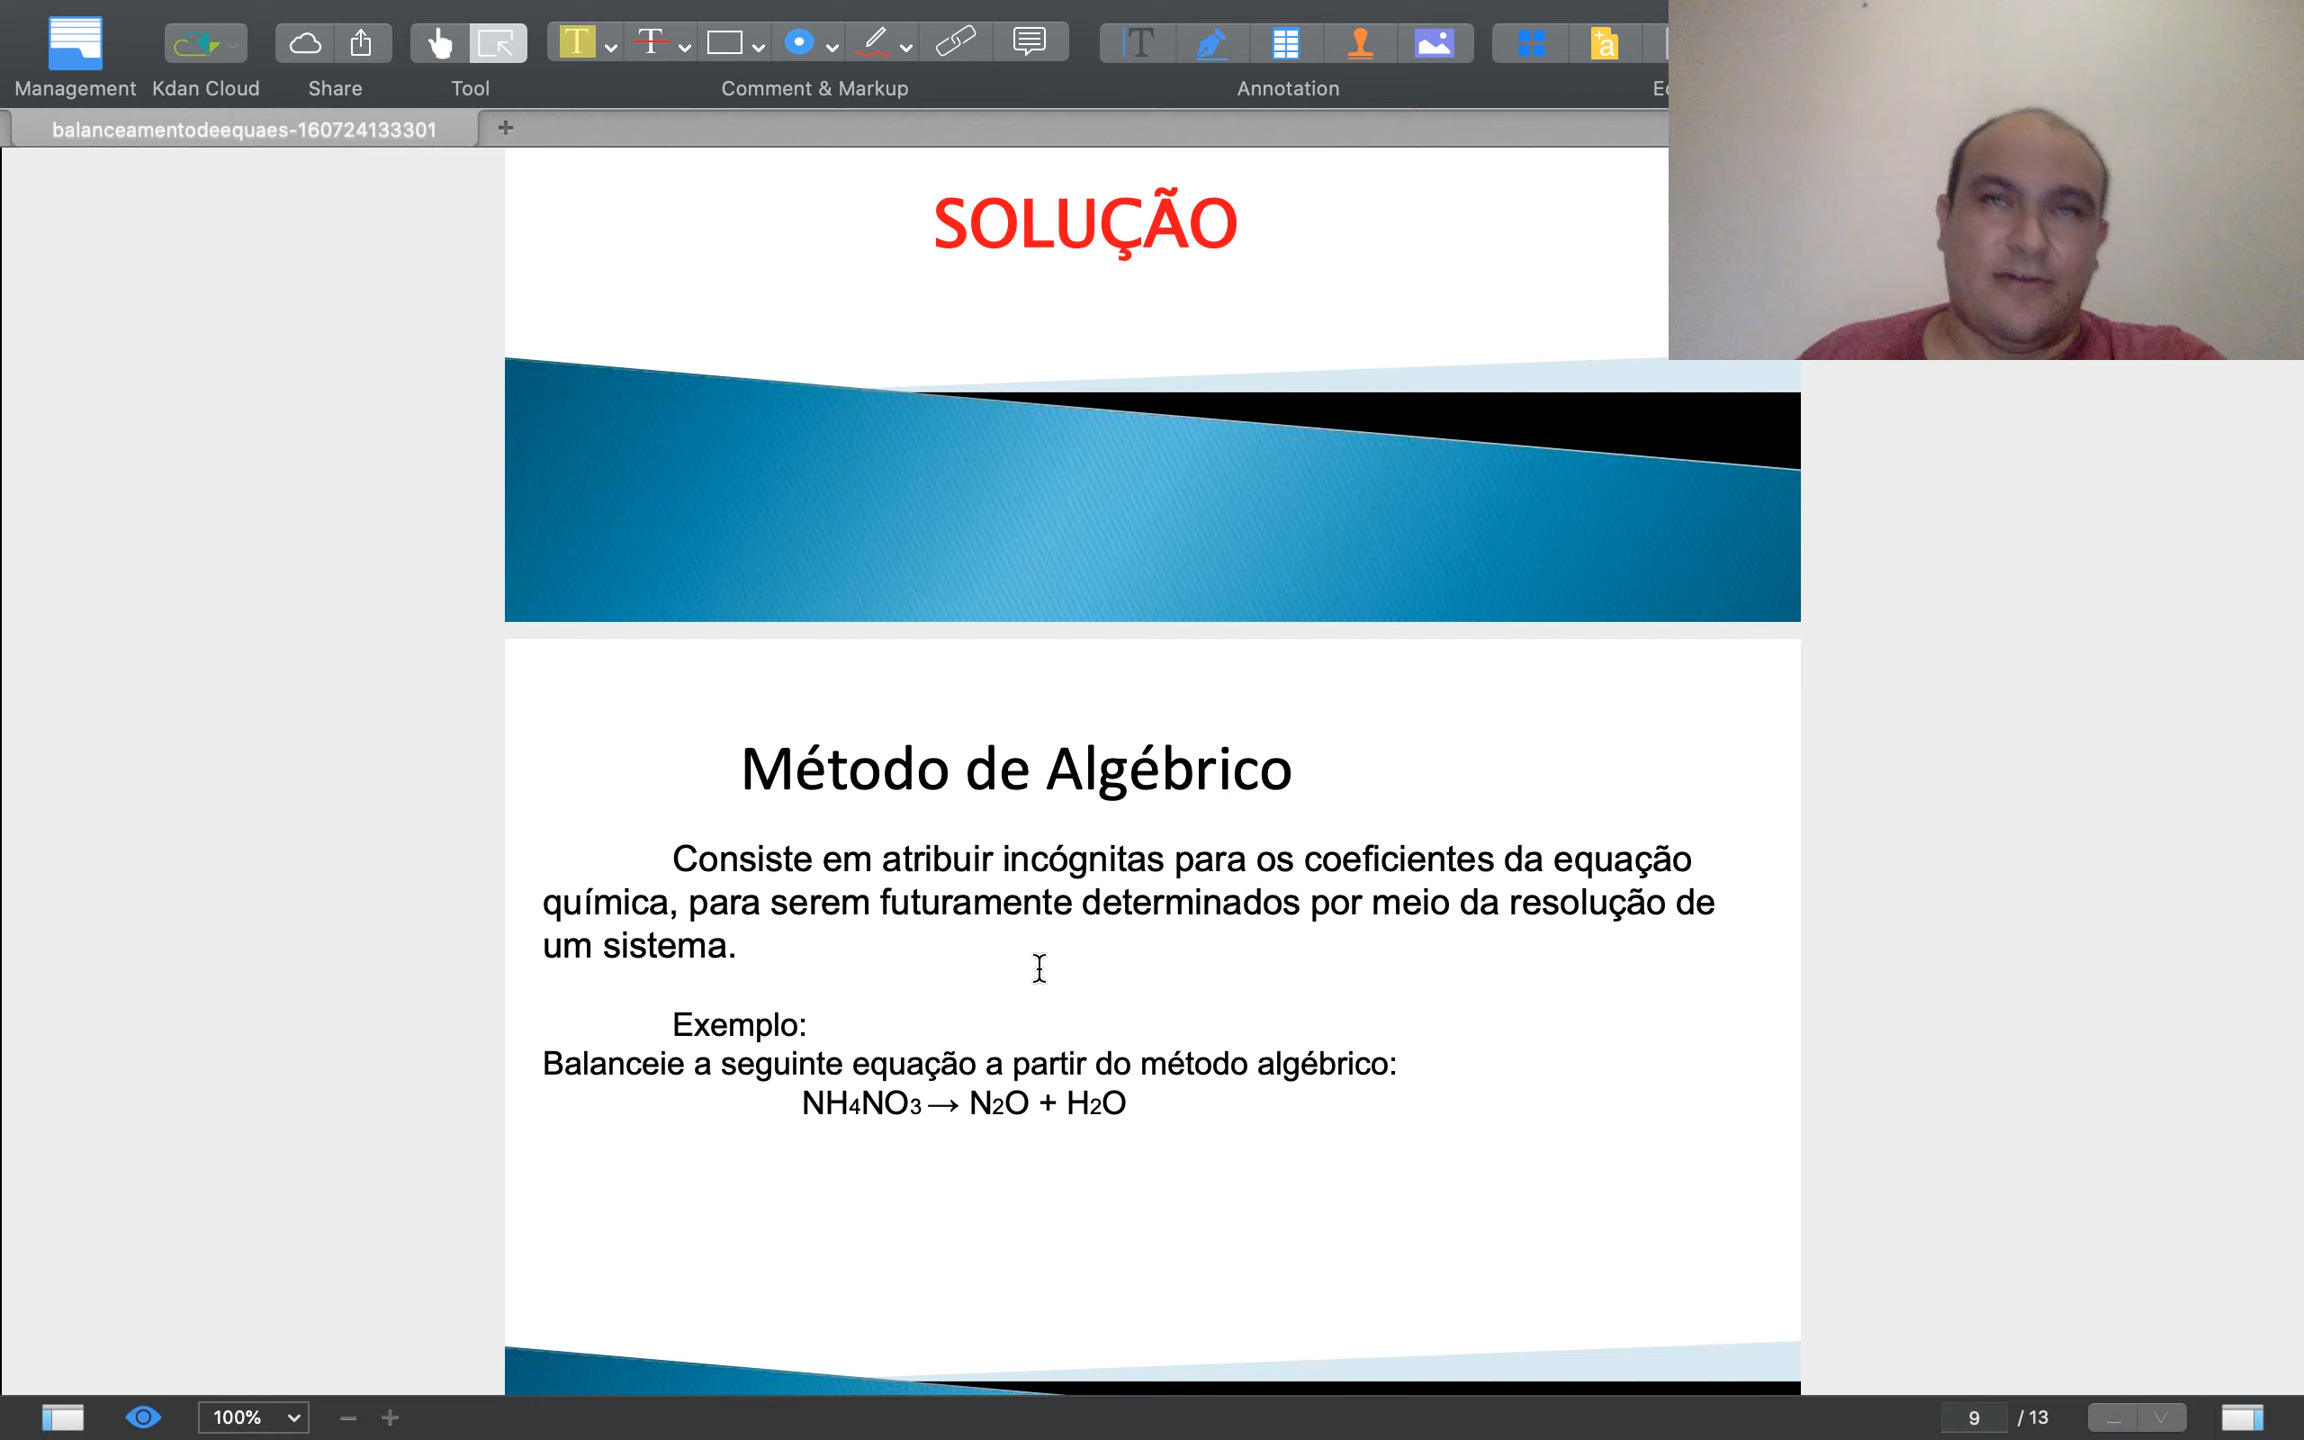 Management Kdan Cloud Share Tool Comment & Markup Annotation
balanceamentodeequaes-160724133301 +
SOLUÇÃO
Método de Algébrico
Consiste em atribuir incógnitas para os coeficientes da equação
química, para serem futuramente determinados por meio da resolução de
um sistema.
Exemplo:
Balanceie a seguinte equação a partir do método algébrico:
NH4NO3 → N2O + H2O
100% 9 / 13